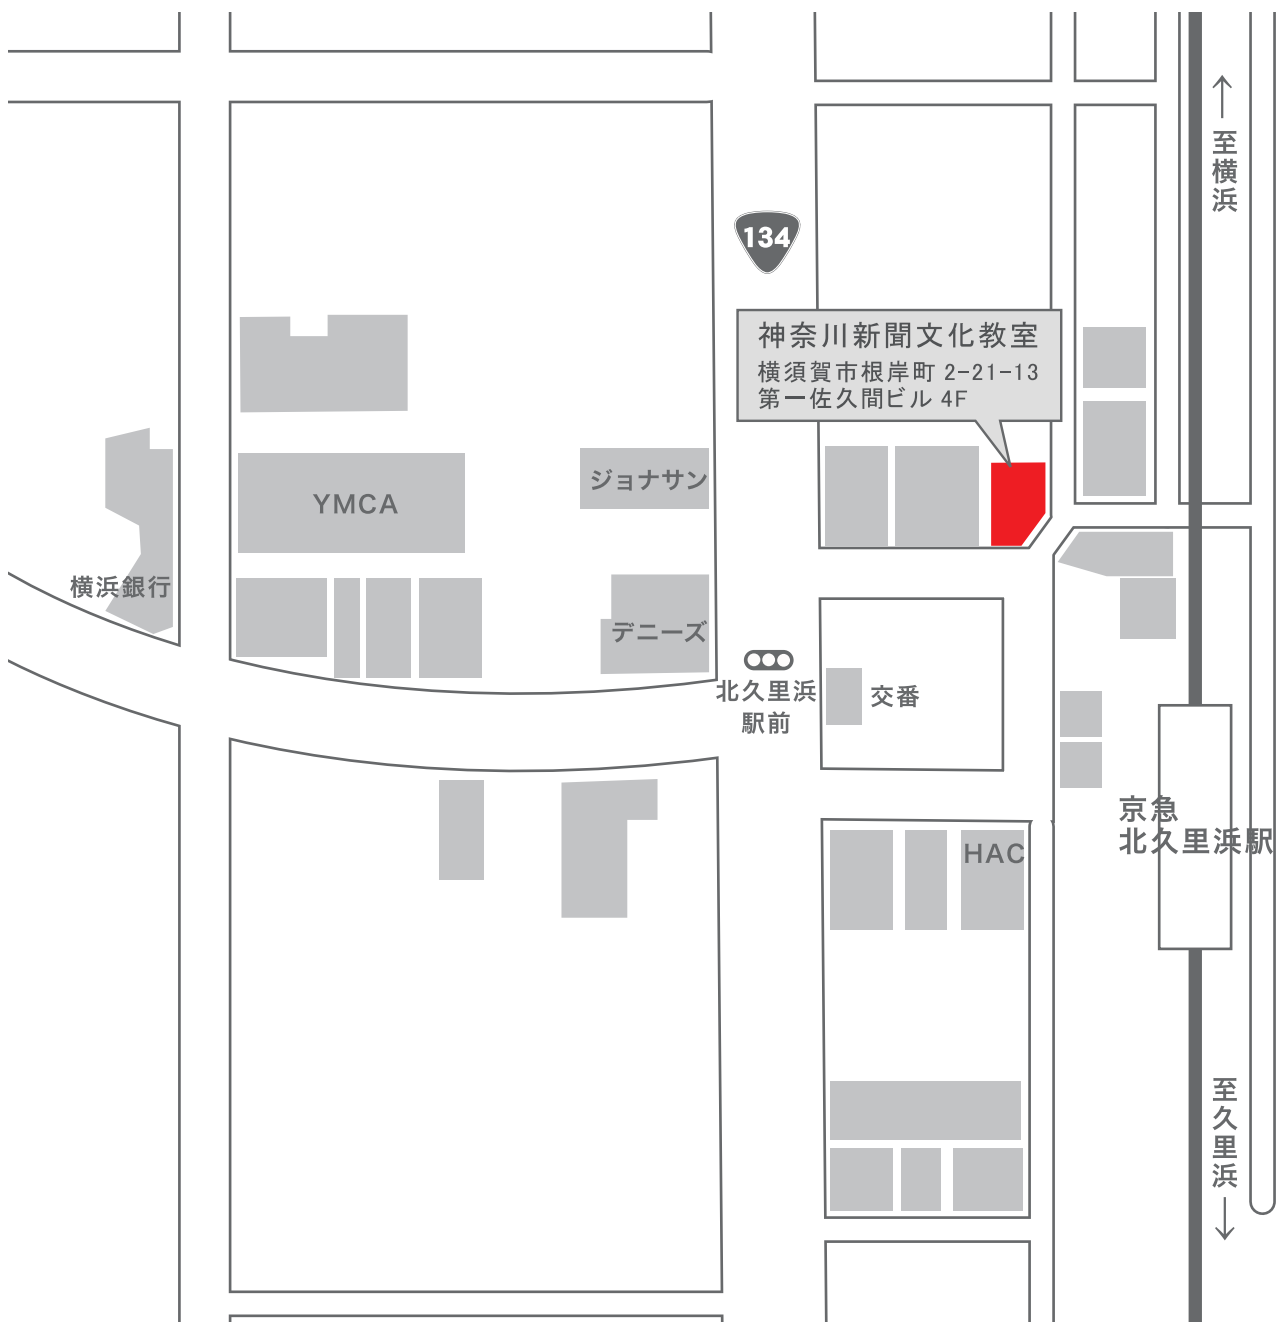 至横浜
134
神奈川新聞文化教室
横須賀市根岸町 2-21-13
第一佐久間ビル 4F
ジョナサン
YMCA
横浜銀行
デニーズ
北久里浜
駅前
交番
京急
北久里浜駅
HAC
至久里浜